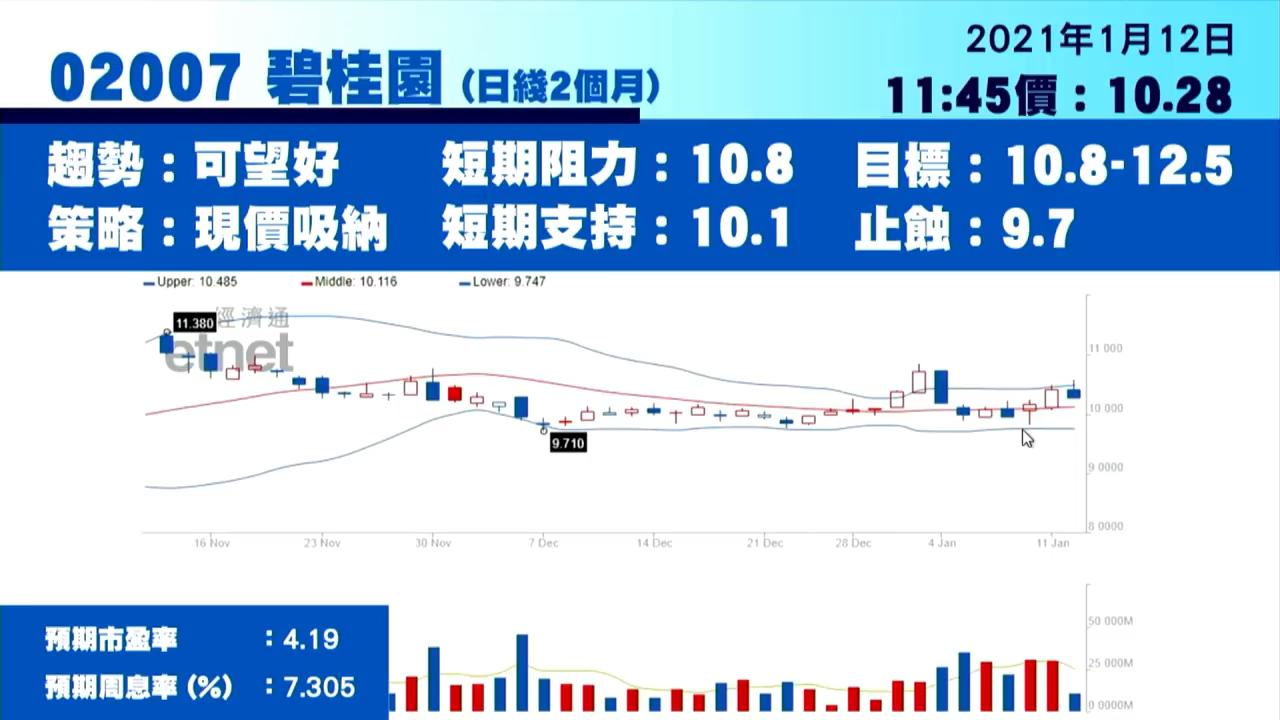 02007 碧桂園 (日綫2個月)
2021年1月12日
11:45價：10.28
趨勢：可望好
短期阻力：10.8
目標：10.8-12.5
策略：現價吸納
短期支持：10.1
止蝕：9.7
Upper: 10.485
Middle: 10.116
Lower: 9.747
經濟通
etnet
11.380
9.710
11 000
10 000
9 0000
8 0000
16 Nov
23 Nov
30 Nov
7 Dec
14 Dec
21 Dec
28 Dec
4 Jan
11 Jan
50 000M
25 000M
0 0000M
預期市盈率：4.19
預期周息率 (%)：7.305